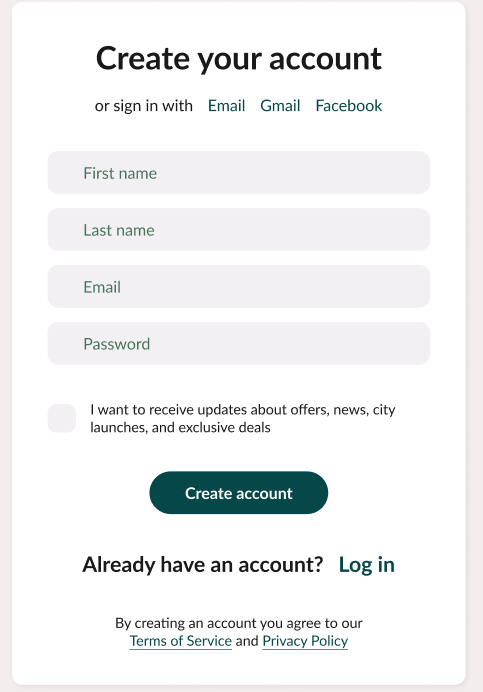 Create your account
or sign in with Email Gmail Facebook
First name
Last name
Email
Password
I want to receive updates about offers, news, city
launches, and exclusive deals
Create account
Already have an account? Log in
By creating an account you agree to our
Terms of Service and Privacy Policy